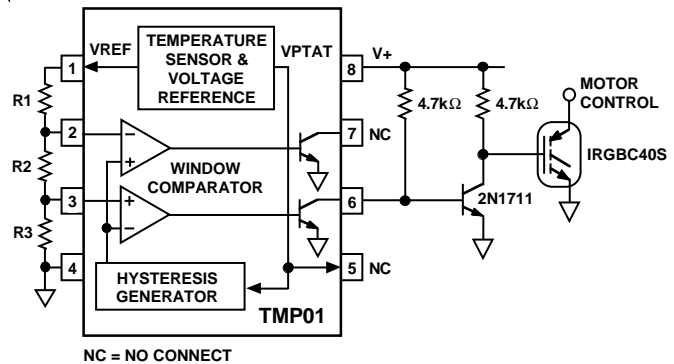 TEMPERATURE
SENSOR &
VOLTAGE
REFERENCE
VREF
VPTAT
1
8
V+
R1
4.7kΩ
4.7kΩ
MOTOR
CONTROL
2
7
NC
R2
WINDOW
COMPARATOR
IRGBC40S
3
6
2N1711
R3
4
5
NC
HYSTERESIS
GENERATOR
TMP01
NC = NO CONNECT